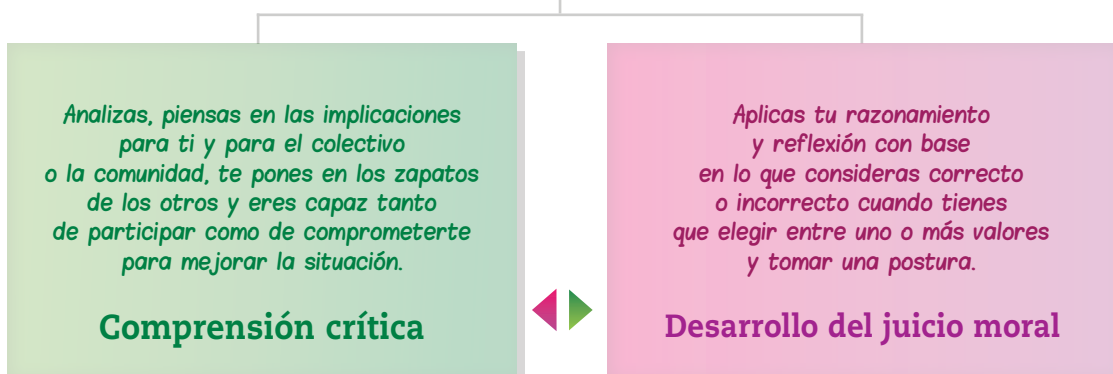 Analizas, piensas en las implicaciones
para ti y para el colectivo
o la comunidad, te pones en los zapatos
de los otros y eres capaz tanto
de participar como de comprometerte
para mejorar la situación.
Comprensión crítica
Aplicas tu razonamiento
y reflexión con base
en lo que consideras correcto
o incorrecto cuando tienes
que elegir entre uno o más valores
y tomar una postura.
Desarrollo del juicio moral